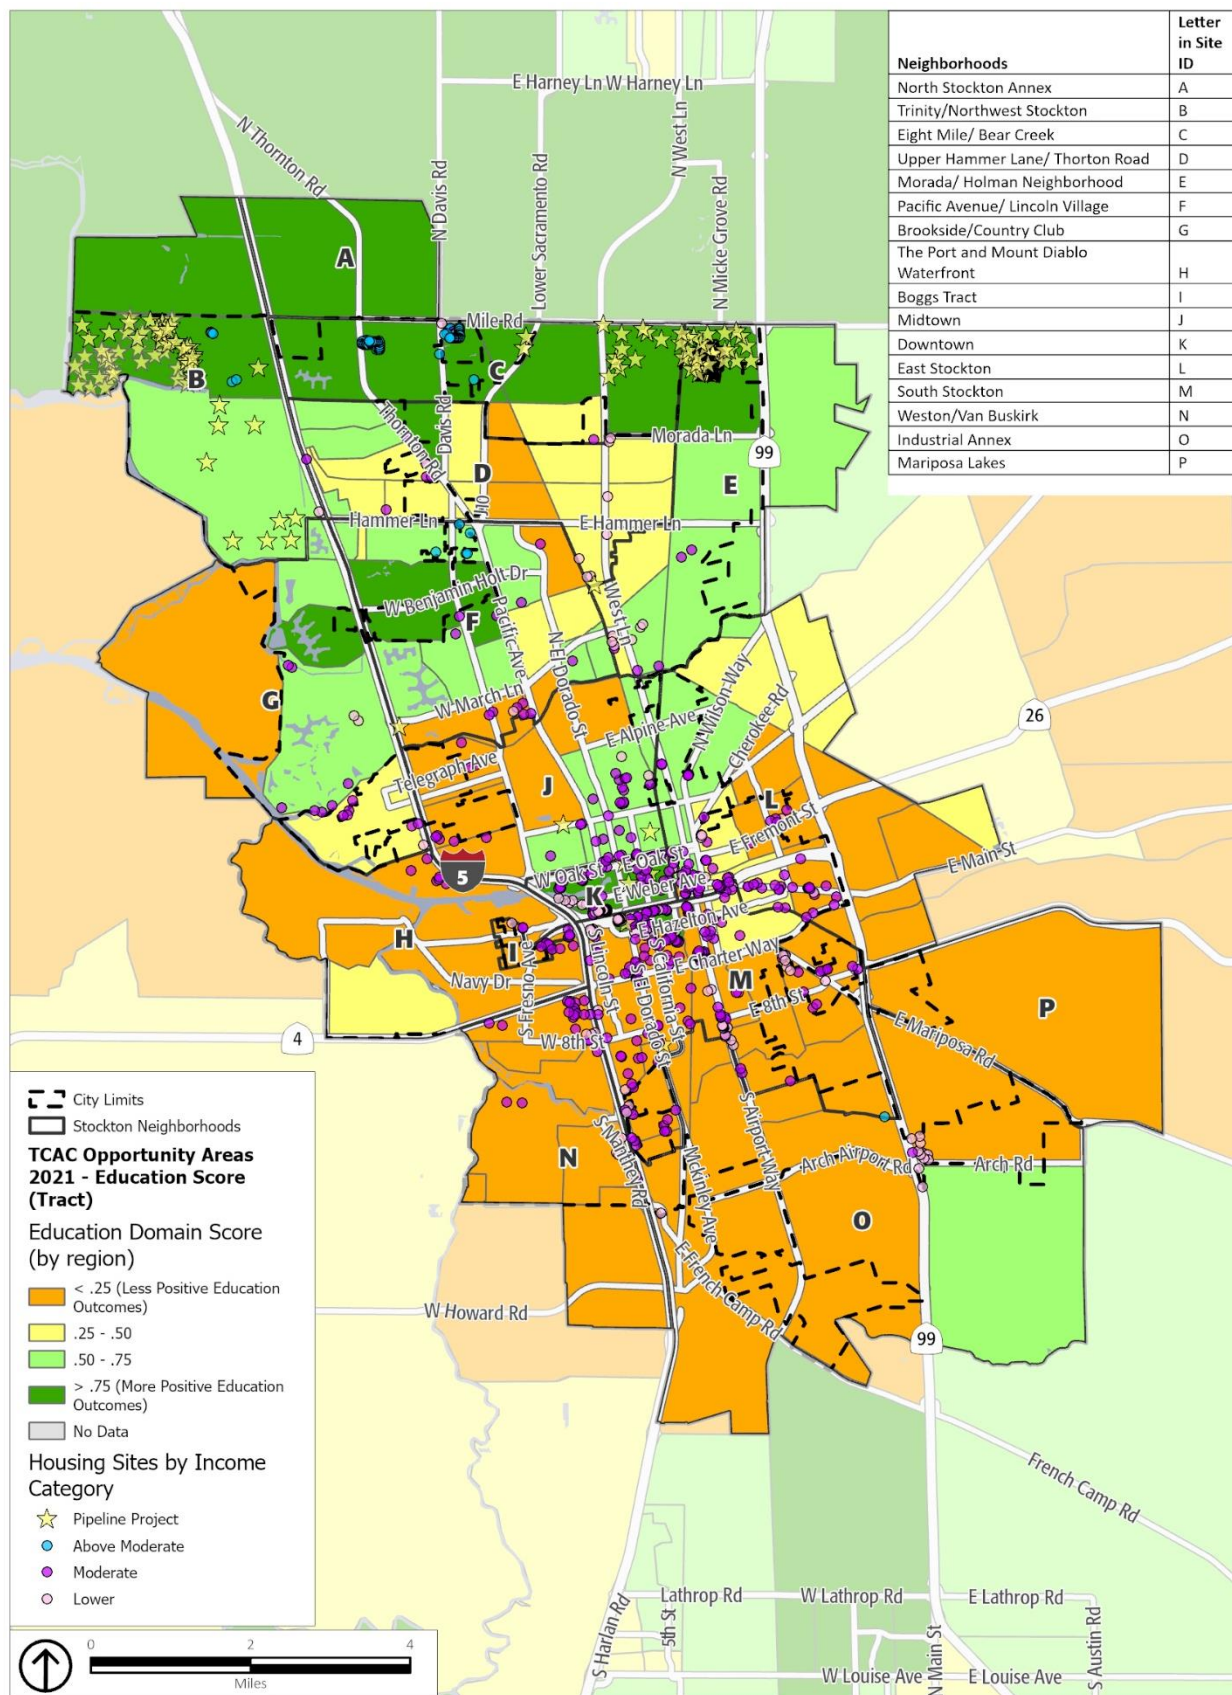 Neighborhoods
Letter
in Site
ID
North Stockton Annex A
Trinity/Northwest Stockton B
Eight Mile/ Bear Creek C
Upper Hammer Lane/ Thorton Road D
Morada/ Holman Neighborhood E
Pacific Avenue/ Lincoln Village F
Brookside/Country Club G
The Port and Mount Diablo
Waterfront H
Boggs Tract I
Midtown J
Downtown K
East Stockton L
South Stockton M
Weston/Van Buskirk N
Industrial Annex O
Mariposa Lakes P
E Harney Ln W Harney Ln
N Thornton Rd
N Davis Rd
Lower Sacramento Rd
N West Ln
N Micke Grove Rd
A
Mile Rd
B
C
Thornton Rd
Davis Rd
Morada Ln
99
D
E
I10
Hammer Ln
E Hammer Ln
W Benjamin Holt Dr
F
Pacific Ave
West Ln
N El Dorado St
G
W March Ln
N Wilson Way
Cherokee Rd
26
E Alpine Ave
Telegraph Ave
J
L
E Fremont St
E Main St
5
W Oak St
E Oak St
K
E Weber Ave
H
I
E Hazelton Ave
Navy Dr
S Fresno Ave
S Lincoln St
S El Dorado St
S California St
E Charter Way
M
E 8th St
P
4
W 8th St
E Mariposa Rd
N
S Manthey Rd
Mckinley Ave
S Airport Way
Arch Airport Rd
Arch Rd
O
E French Camp Rd
W Howard Rd
99
French Camp Rd
Lathrop Rd
W Lathrop Rd
E Lathrop Rd
S Harlan Rd
5th St
N Main St
S Austin Rd
W Louise Ave
E Louise Ave
City Limits
Stockton Neighborhoods
TCAC Opportunity Areas
2021 - Education Score
(Tract)
Education Domain Score
(by region)
< .25 (Less Positive Education
Outcomes)
.25 - .50
.50 - .75
> .75 (More Positive Education
Outcomes)
No Data
Housing Sites by Income
Category
Pipeline Project
Above Moderate
Moderate
Lower
0 2 4
Miles